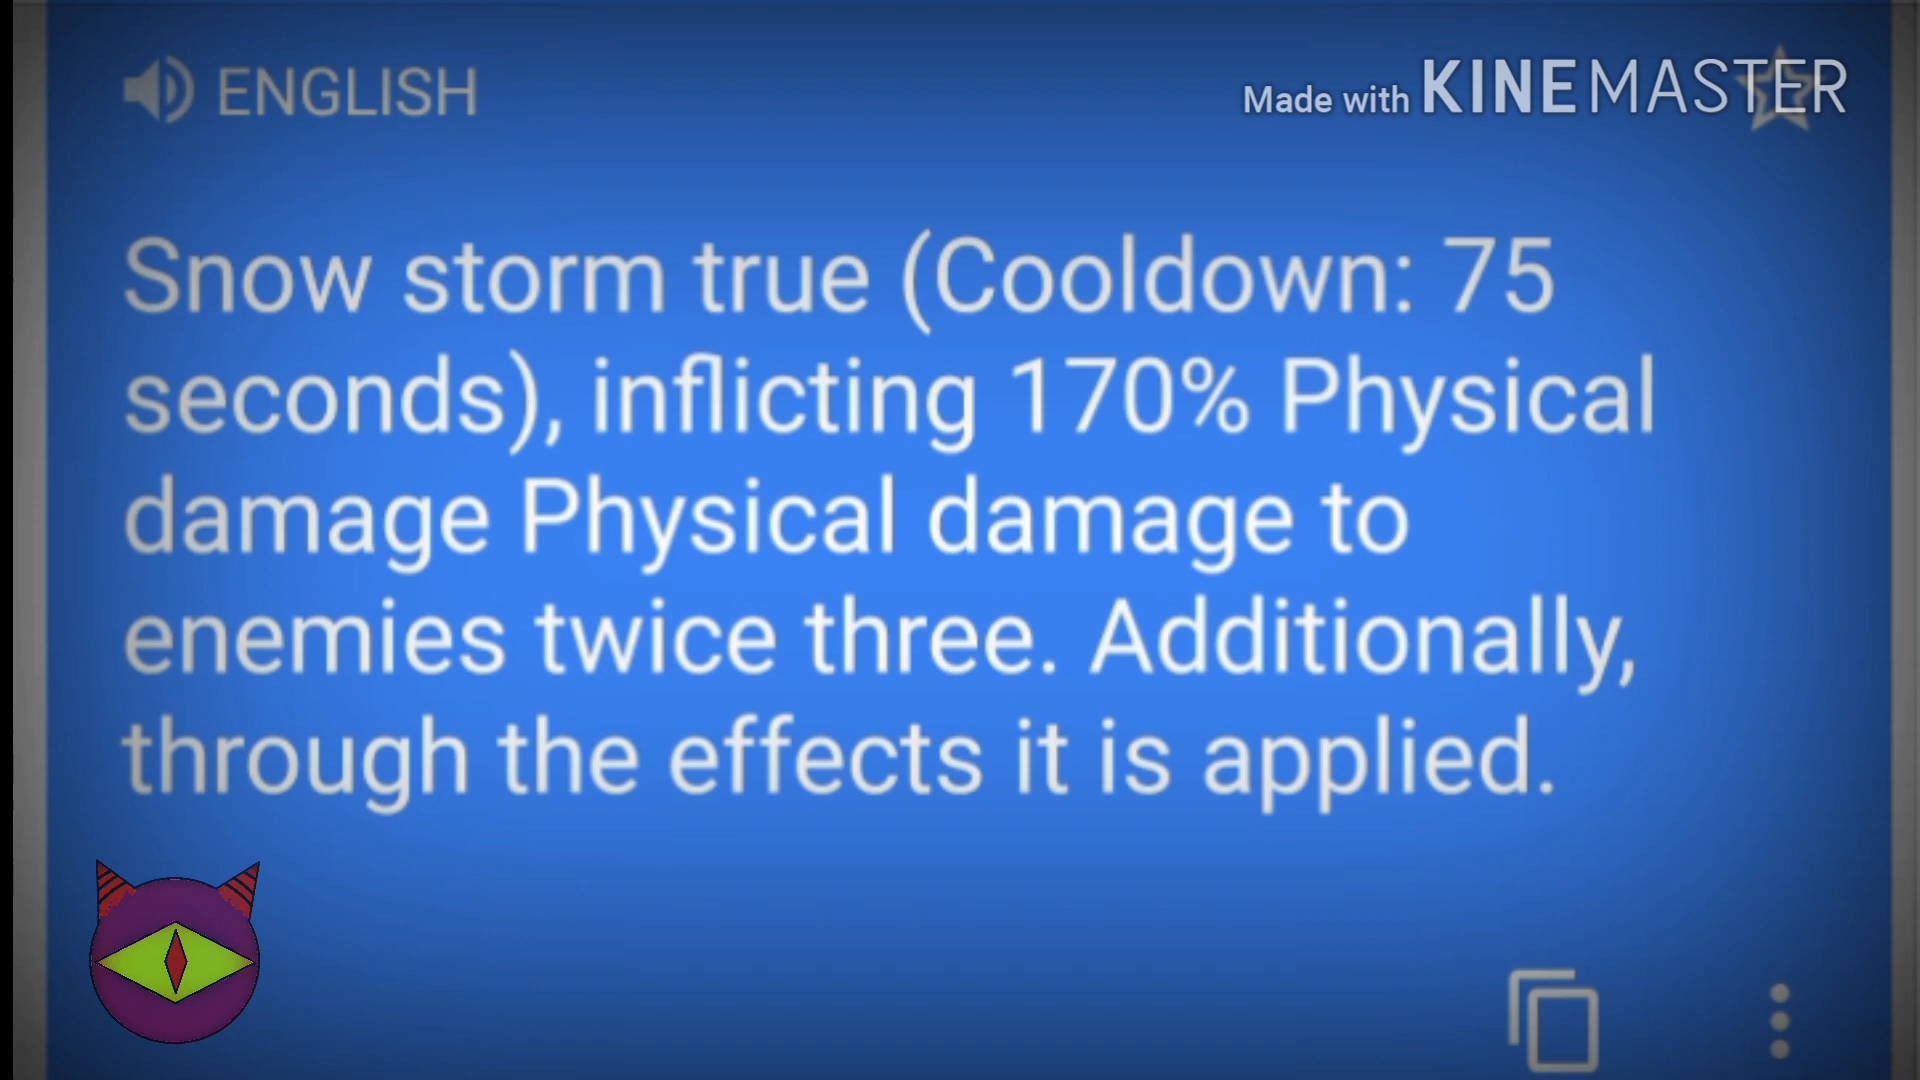 ENGLISH
Made with KINEMASTER
Snow storm true (Cooldown: 75
seconds), inflicting 170% Physical
damage Physical damage to
enemies twice three. Additionally,
through the effects it is applied.